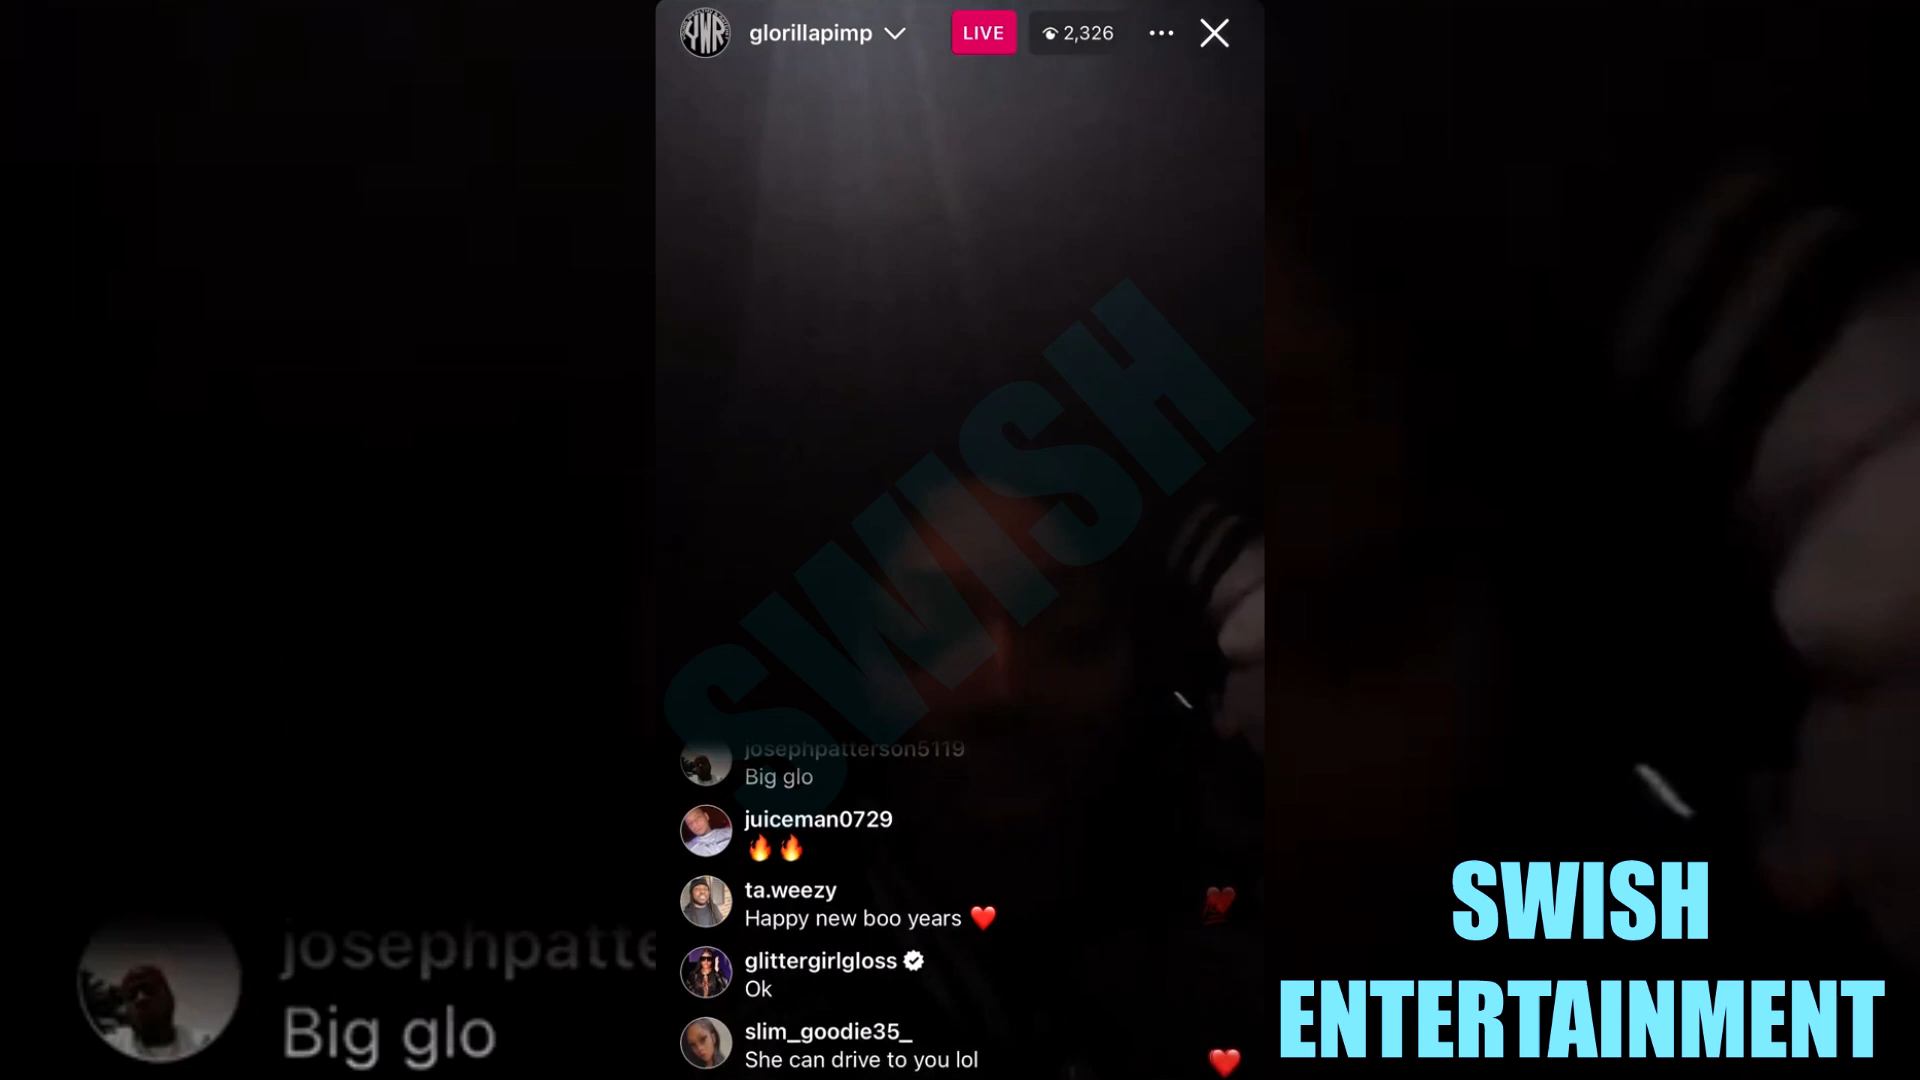 YWR
glorillapimp
LIVE
2,326
SWISH
josephpatterson5119
Big glo
juiceman0729
🔥🔥
ta.weezy
Happy new boo years ❤️
glittergirlgloss
Ok
slim_goodie35_
She can drive to you lol
josephpatte
Big glo
SWISH
ENTERTAINMENT